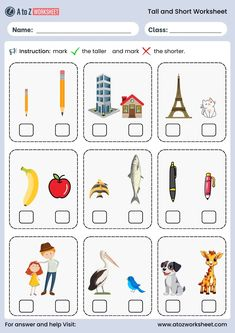 A to Z WORKSHEET
Tall and Short Worksheet
Name:
Class:
Instruction: mark the taller and mark the shorter.
For answer and help Visit:
www.atozworksheet.com